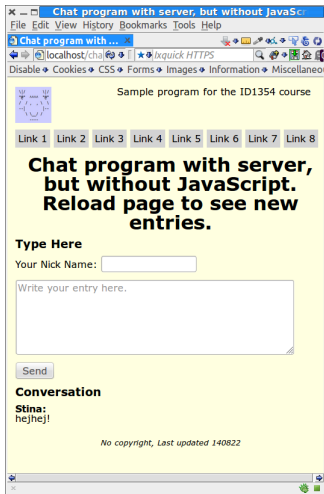 Chat program with server, but without JavaScr
File Edit View History Bookmarks Tools Help
Chat program with ...
localhost/cha
Ixquick HTTPS
Disable Cookies CSS Forms Images Information Miscellaneo
Sample program for the ID1354 course
Link 1 Link 2 Link 3 Link 4 Link 5 Link 6 Link 7 Link 8
Chat program with server,
but without JavaScript.
Reload page to see new
entries.
Type Here
Your Nick Name:
Write your entry here.
Send
Conversation
Stina:
hejhej!
No copyright, Last updated 140822